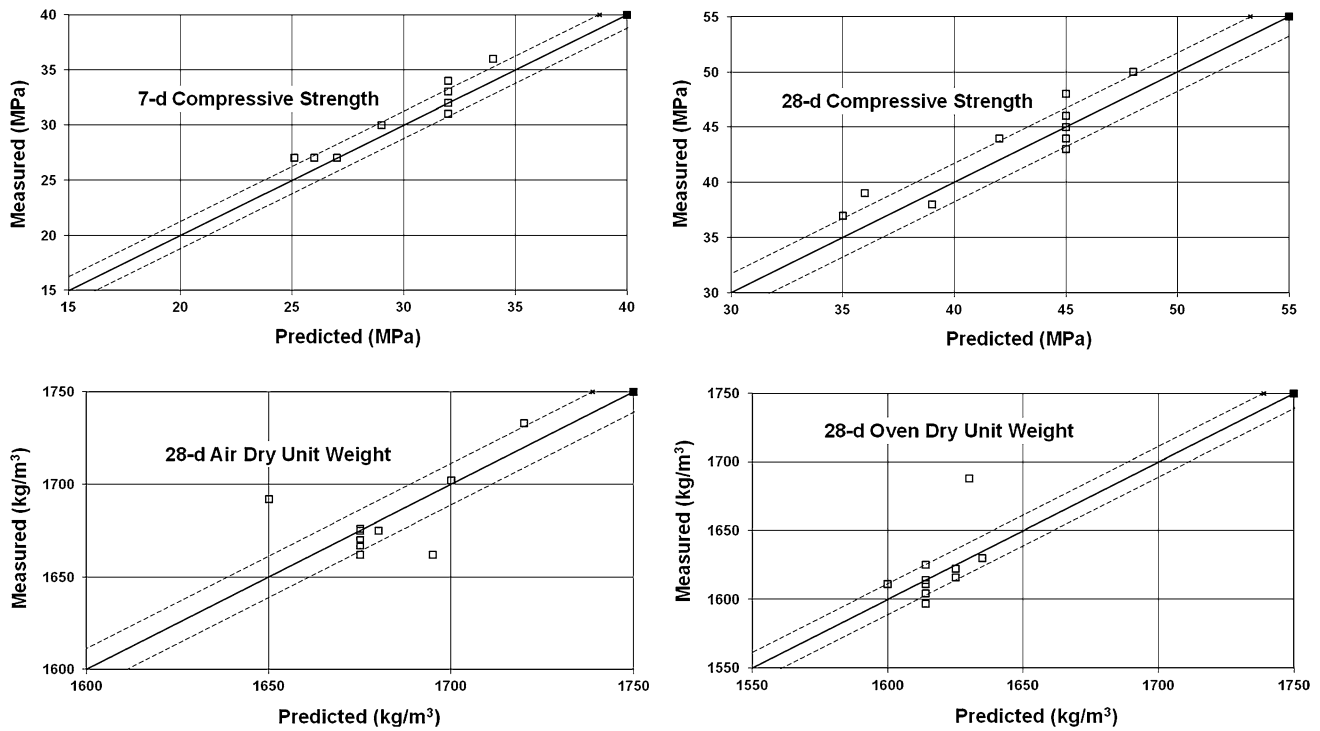 40
35
30
25
20
15
Measured (MPa)
7-d Compressive Strength
15 20 25 30 35 40
Predicted (MPa)
55
50
45
40
35
30
Measured (MPa)
28-d Compressive Strength
30 35 40 45 50 55
Predicted (MPa)
1750
1700
1650
1600
Measured (kg/m³)
28-d Air Dry Unit Weight
1600 1650 1700 1750
Predicted (kg/m³)
1750
1700
1650
1600
1550
Measured (kg/m³)
28-d Oven Dry Unit Weight
1550 1600 1650 1700 1750
Predicted (kg/m³)